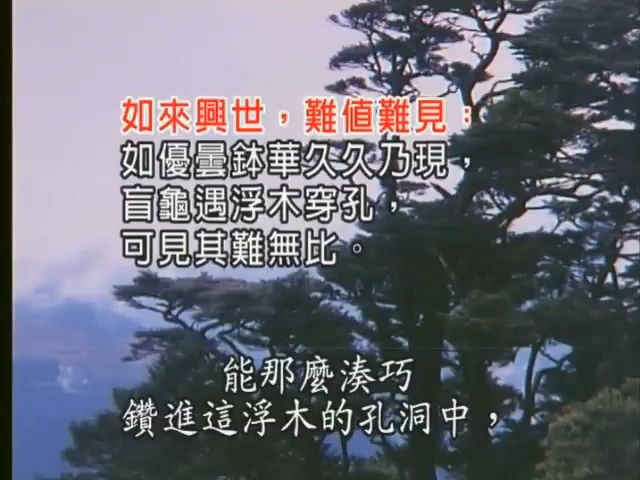 如來興世，難值難見：
如優曇鉢華久久乃現，
盲龜遇浮木穿孔，
可見其難無比。
能那麼湊巧
鑽進這浮木的孔洞中，